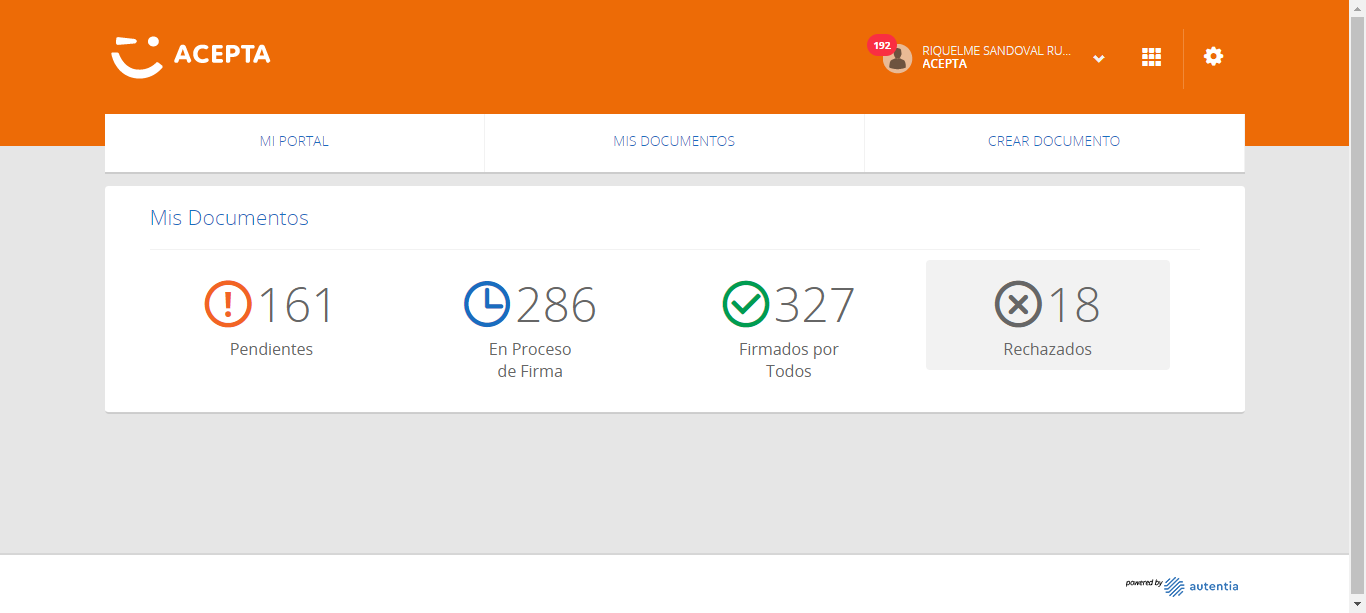 ACEPTA
192
RIQUELME SANDOVAL RU...
ACEPTA
MI PORTAL
MIS DOCUMENTOS
CREAR DOCUMENTO
Mis Documentos
161
Pendientes
286
En Proceso
de Firma
327
Firmados por
Todos
18
Rechazados
powered by autentia